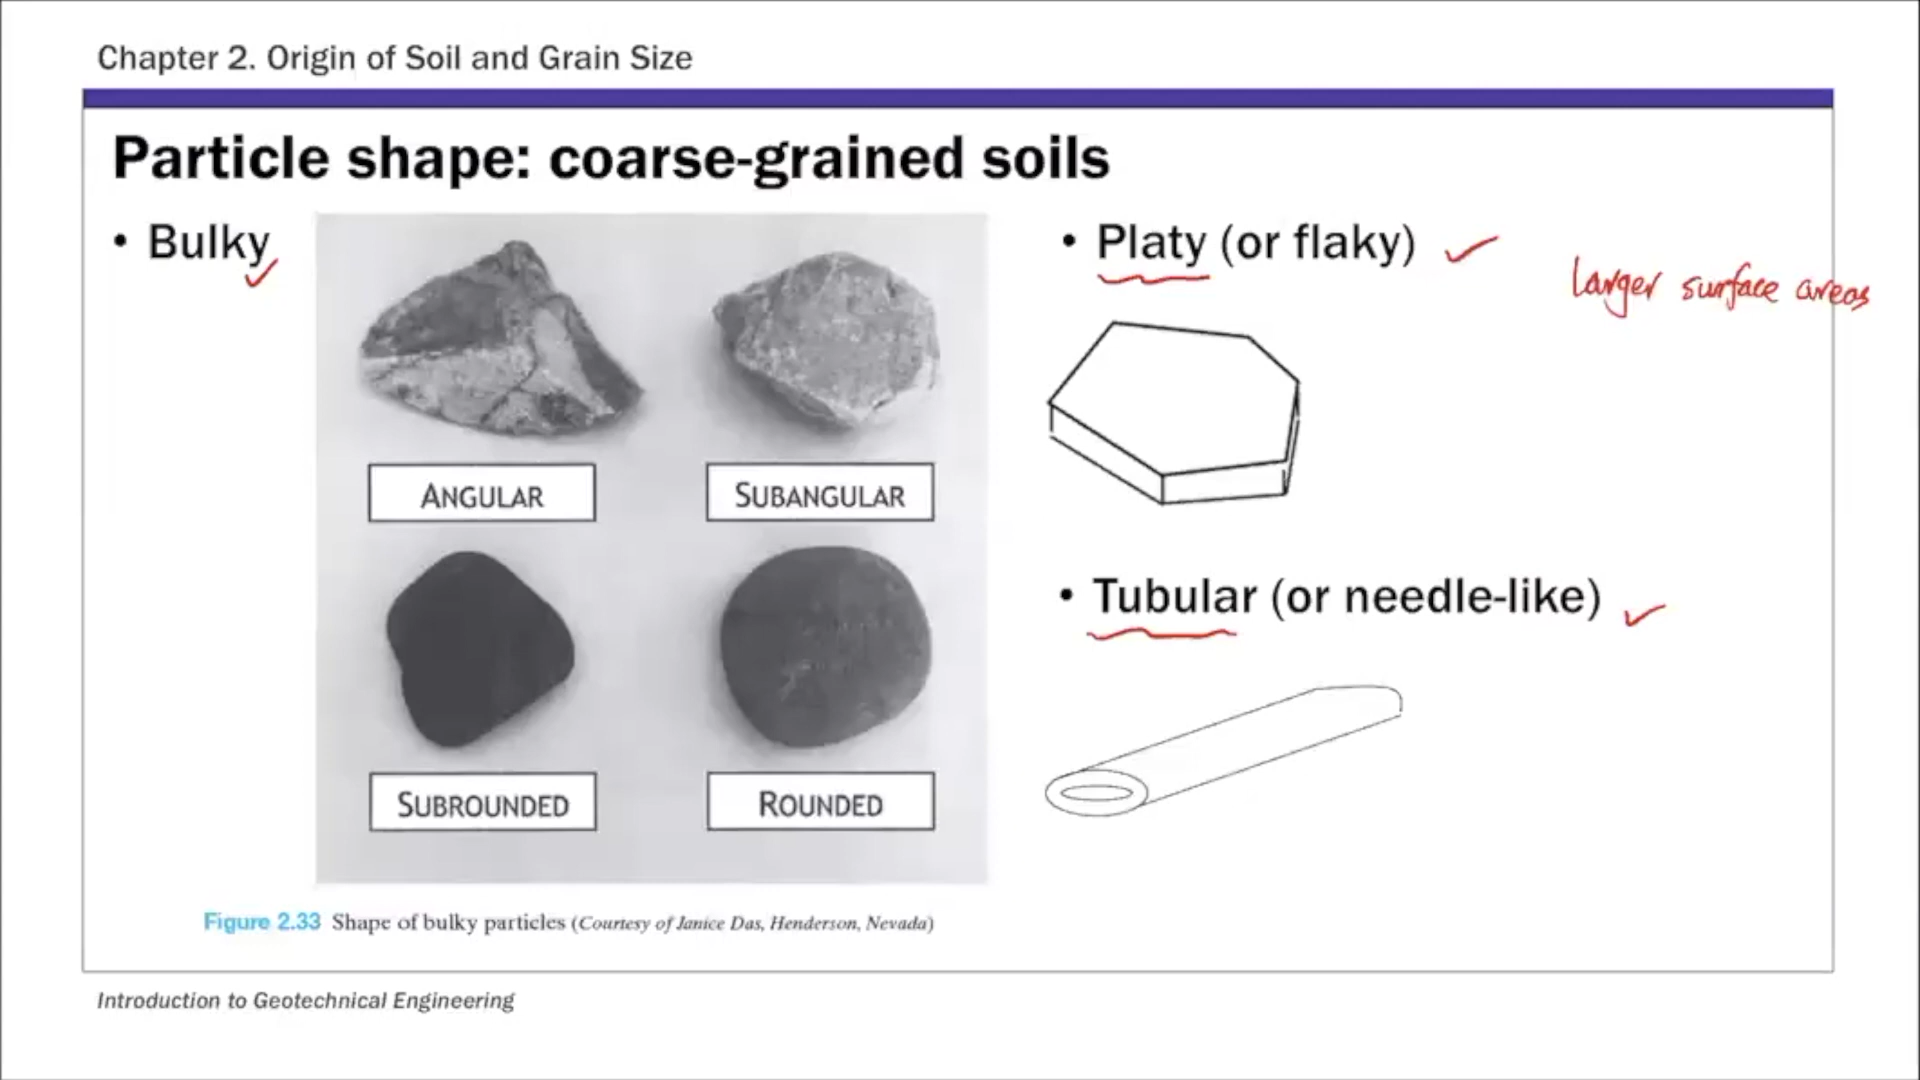 Chapter 2. Origin of Soil and Grain Size
Particle shape: coarse-grained soils
• Bulky
ANGULAR
SUBANGULAR
SUBROUNDED
ROUNDED
Figure 2.33 Shape of bulky particles (Courtesy of Janice Das, Henderson, Nevada)
• Platy (or flaky)
larger surface areas
• Tubular (or needle-like)
Introduction to Geotechnical Engineering